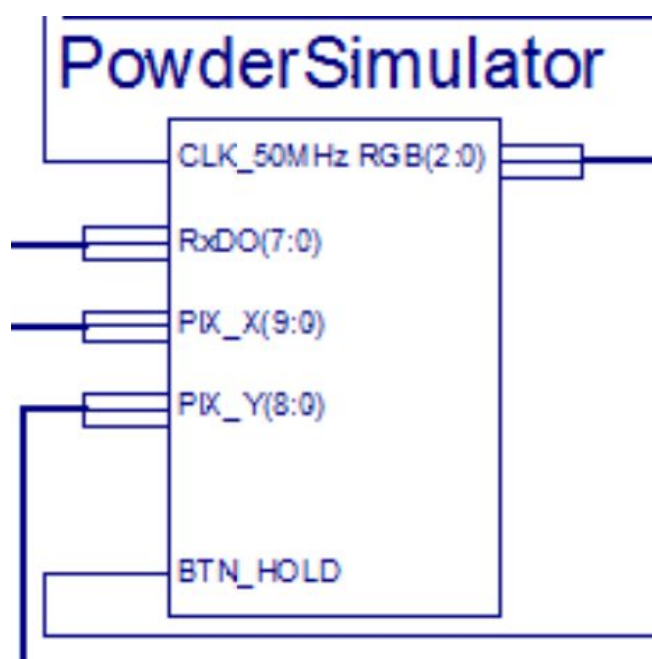 PowderSimulator
CLK_50MHz RGB(2:0)
RxDO(7:0)
PIX_X(9:0)
PIX_Y(8:0)
BTN_HOLD